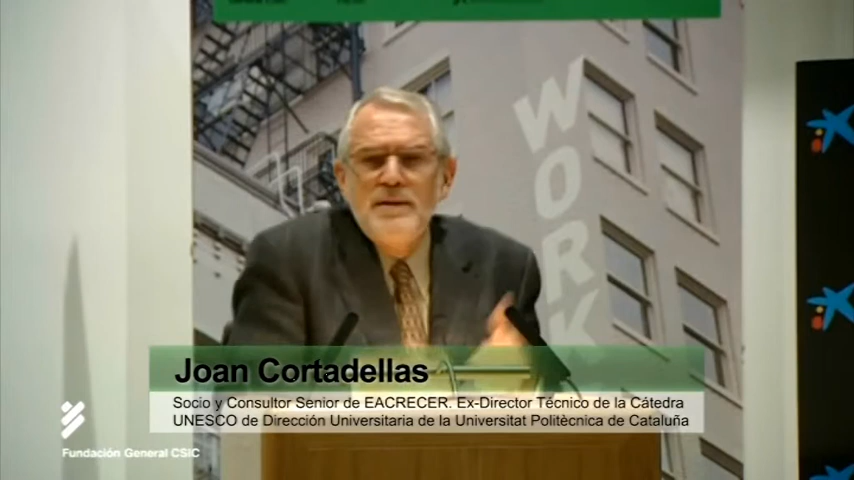 WORK
Joan Cortadellas
Socio y Consultor Senior de EACRECER. Ex-Director Técnico de la Cátedra
UNESCO de Dirección Universitaria de la Universitat Politècnica de Cataluña
Fundación General CSIC